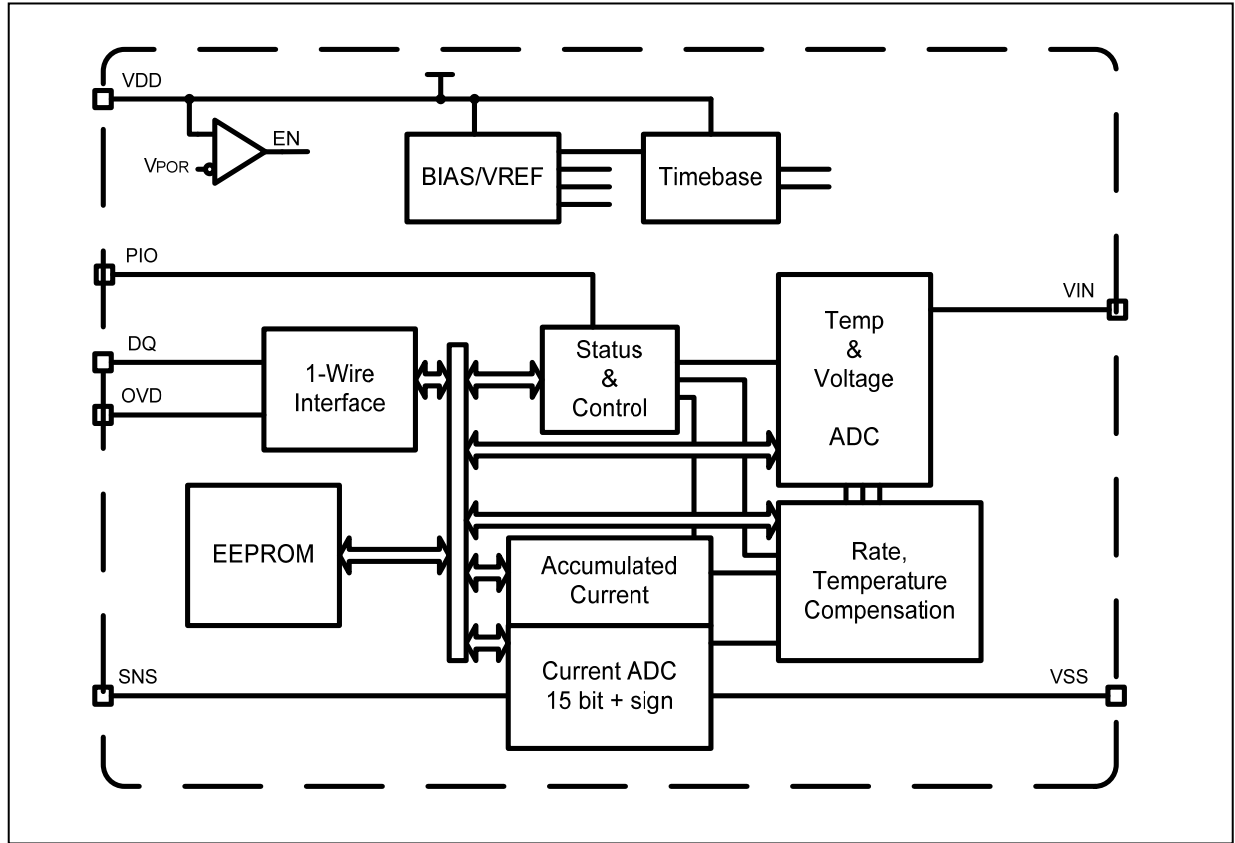 VDD
EN
VPOR
BIAS/VREF
Timebase
PIO
VIN
DQ
OVD
1-Wire
Interface
Status
&
Control
Temp
&
Voltage
ADC
EEPROM
Accumulated
Current
Rate,
Temperature
Compensation
SNS
Current ADC
15 bit + sign
VSS